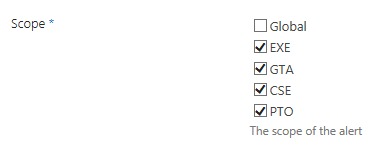 Scope *
Global
EXE
GTA
CSE
PTO
The scope of the alert